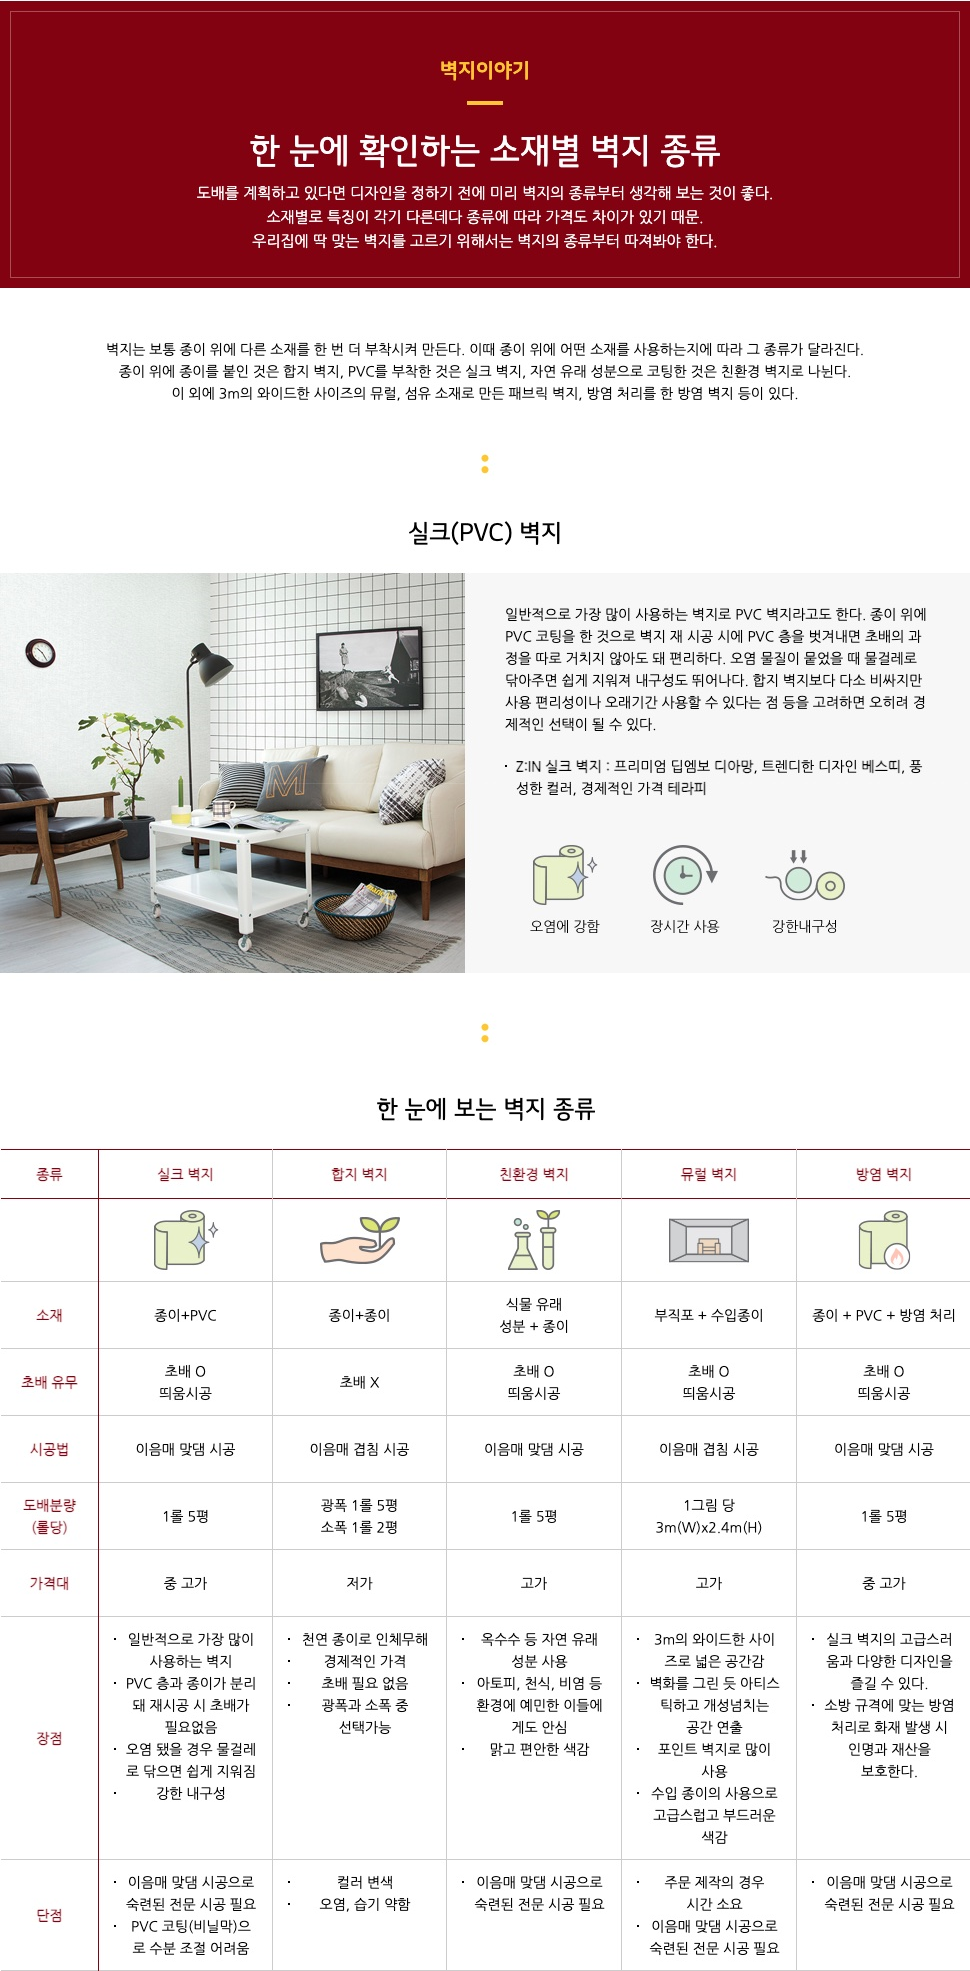 벽지이야기
한 눈에 확인하는 소재별 벽지 종류
도배를 계획하고 있다면 디자인을 정하기 전에 미리 벽지의 종류부터 생각해 보는 것이 좋다.
소재별로 특징이 각기 다른데다 종류에 따라 가격도 차이가 있기 때문.
우리집에 딱 맞는 벽지를 고르기 위해서는 벽지의 종류부터 따져봐야 한다.
벽지는 보통 종이 위에 다른 소재를 한 번 더 부착시켜 만든다. 이때 종이 위에 어떤 소재를 사용하는지에 따라 그 종류가 달라진다.
종이 위에 종이를 붙인 것은 합지 벽지, PVC를 부착한 것은 실크 벽지, 자연 유래 성분으로 코팅한 것은 친환경 벽지로 나뉜다.
이 외에 3m의 와이드한 사이즈의 뮤럴, 섬유 소재로 만든 패브릭 벽지, 방염 처리를 한 방염 벽지 등이 있다.
실크(PVC) 벽지
일반적으로 가장 많이 사용하는 벽지로 PVC 벽지라고도 한다. 종이 위에
PVC 코팅을 한 것으로 벽지 재 시공 시에 PVC 층을 벗겨내면 초배의 과
정을 따로 거치지 않아도 돼 편리하다. 오염 물질이 묻었을 때 물걸레로
닦아주면 쉽게 지워져 내구성도 뛰어나다. 합지 벽지보다 다소 비싸지만
사용 편리성이나 오래기간 사용할 수 있다는 점 등을 고려하면 오히려 경
제적인 선택이 될 수 있다.
· Z:IN 실크 벽지 : 프리미엄 딥엠보 디아망, 트렌디한 디자인 베스띠, 풍
성한 컬러, 경제적인 가격 테라피
오염에 강함 장시간 사용 강한내구성
한 눈에 보는 벽지 종류
종류 실크 벽지 합지 벽지 친환경 벽지 뮤럴 벽지 방염 벽지
소재 종이+PVC 종이+종이 식물 유래
성분 + 종이 부직포 + 수입종이 종이 + PVC + 방염 처리
초배 유무 초배 O
띄움시공 초배 X 초배 O
띄움시공 초배 O
띄움시공 초배 O
띄움시공
시공법 이음매 맞댐 시공 이음매 겹침 시공 이음매 맞댐 시공 이음매 겹침 시공 이음매 맞댐 시공
도배분량
(롤당) 1롤 5평 광폭 1롤 5평
소폭 1롤 2평 1롤 5평 1그림 당
3m(W)x2.4m(H) 1롤 5평
가격대 중 고가 저가 고가 고가 중 고가
장점
· 일반적으로 가장 많이
사용하는 벽지
· PVC 층과 종이가 분리
돼 재시공 시 초배가
필요없음
· 오염 됐을 경우 물걸레
로 닦으면 쉽게 지워짐
· 강한 내구성
· 천연 종이로 인체무해
· 경제적인 가격
· 초배 필요 없음
· 광폭과 소폭 중
선택가능
· 옥수수 등 자연 유래
성분 사용
· 아토피, 천식, 비염 등
환경에 예민한 이들에
게도 안심
· 맑고 편안한 색감
· 3m의 와이드한 사이
즈로 넓은 공간감
· 벽화를 그린 듯 아티스
틱하고 개성넘치는
공간 연출
· 포인트 벽지로 많이
사용
· 수입 종이의 사용으로
고급스럽고 부드러운
색감
· 실크 벽지의 고급스러
움과 다양한 디자인을
즐길 수 있다.
· 소방 규격에 맞는 방염
처리로 화재 발생 시
인명과 재산을
보호한다.
단점
· 이음매 맞댐 시공으로
숙련된 전문 시공 필요
· PVC 코팅(비닐막)으
로 수분 조절 어려움
· 컬러 변색
· 오염, 습기 약함
· 이음매 맞댐 시공으로
숙련된 전문 시공 필요
· 주문 제작의 경우
시간 소요
· 이음매 맞댐 시공으로
숙련된 전문 시공 필요
· 이음매 맞댐 시공으로
숙련된 전문 시공 필요